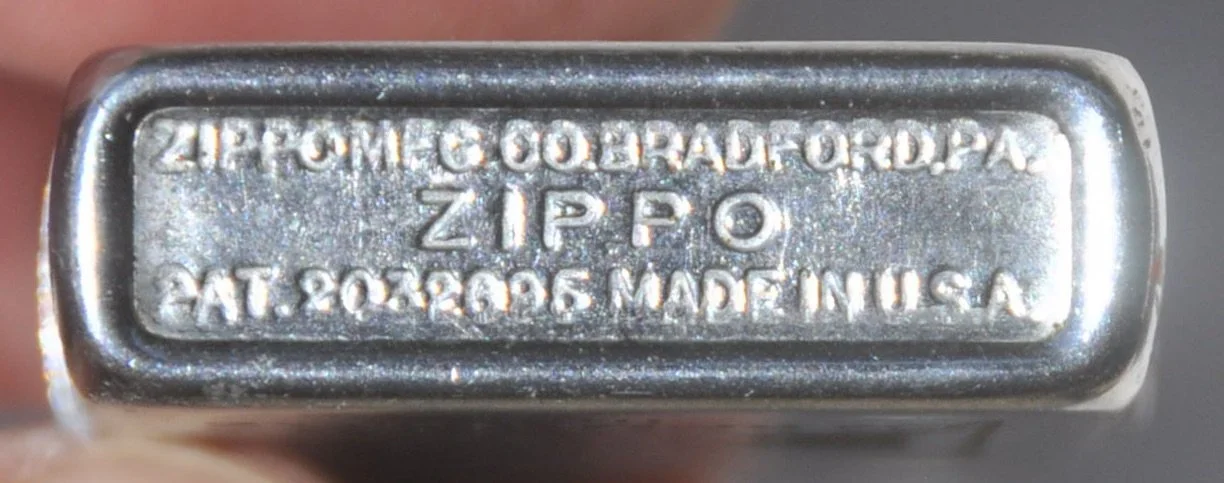 ZIPPO MFG. CO. BRADFORD, PA.
ZIPPO
PAT. 2032695 MADE IN U.S.A.